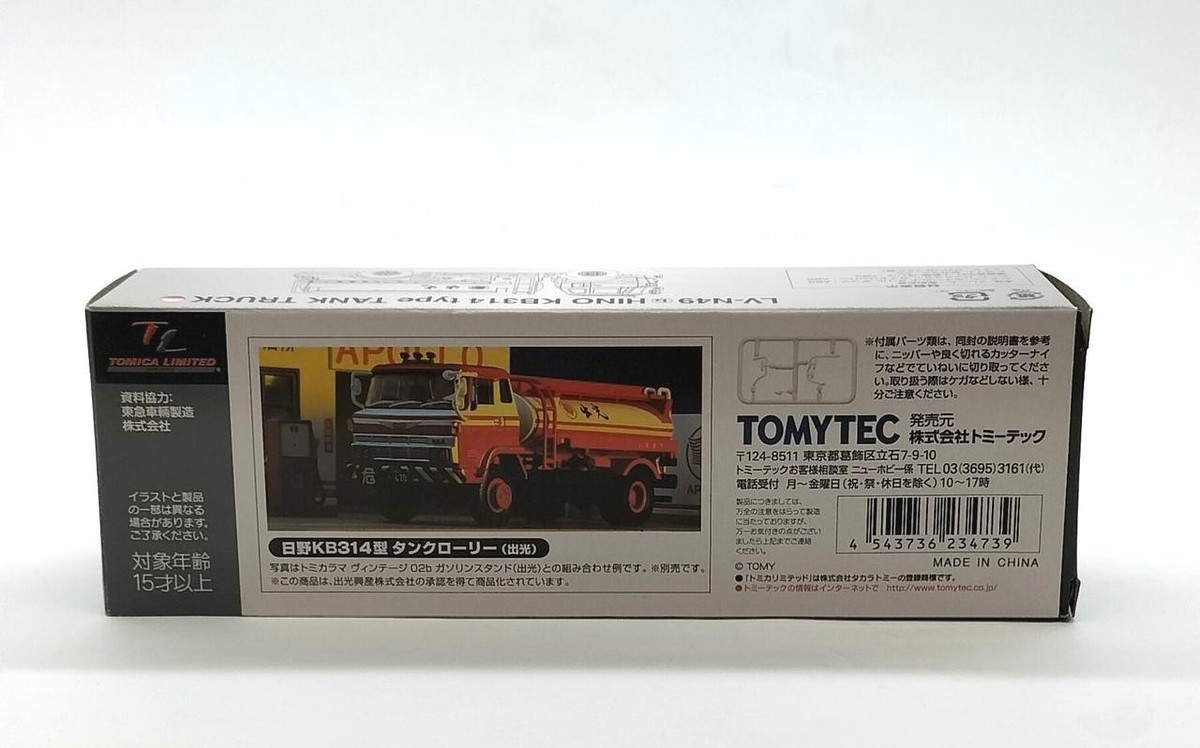 LV-N49 HINO KB314 type TANK TRUCK
TL
TOMICA LIMITED
資料協力:
東急車輛製造
株式会社
イラストと製品
の一部は異なる
場合があります。
ご了承ください。
対象年齢
15才以上
APOLLO
危
出光
日野KB314型 タンクローリー(出光)
写真はトミカラマ ヴィンテージ 02b ガソリンスタンド(出光)との組み合わせ例です。※別売です。
※この商品は、出光興産株式会社の承認を得て商品化されています。
※付属パーツ類は、同封の説明書を参考
に、ニッパーや良く切れるカッターナイ
フなどでていねいに切り取ってくださ
い。取り扱う際はケガなどしない様、十
分ご注意ください。
TOMYTEC 発売元
株式会社トミーテック
〒124-8511 東京都葛飾区立石7-9-10
トミーテックお客様相談室 ニューホビー係 TEL 03(3695)3161(代)
電話受付 月~金曜日(祝・祭・休日を除く)10~17時
製品につきましては、
万全の注意をはらって製造
に当たっておりますが、
万一お気付きの点がござい
ましたら上記までご連絡
ください。
4 543736 234739
© TOMY MADE IN CHINA
●「トミカリミテッド」は株式会社タカラトミーの登録商標です。
●トミーテックの情報はインターネットで http://www.tomytec.co.jp/